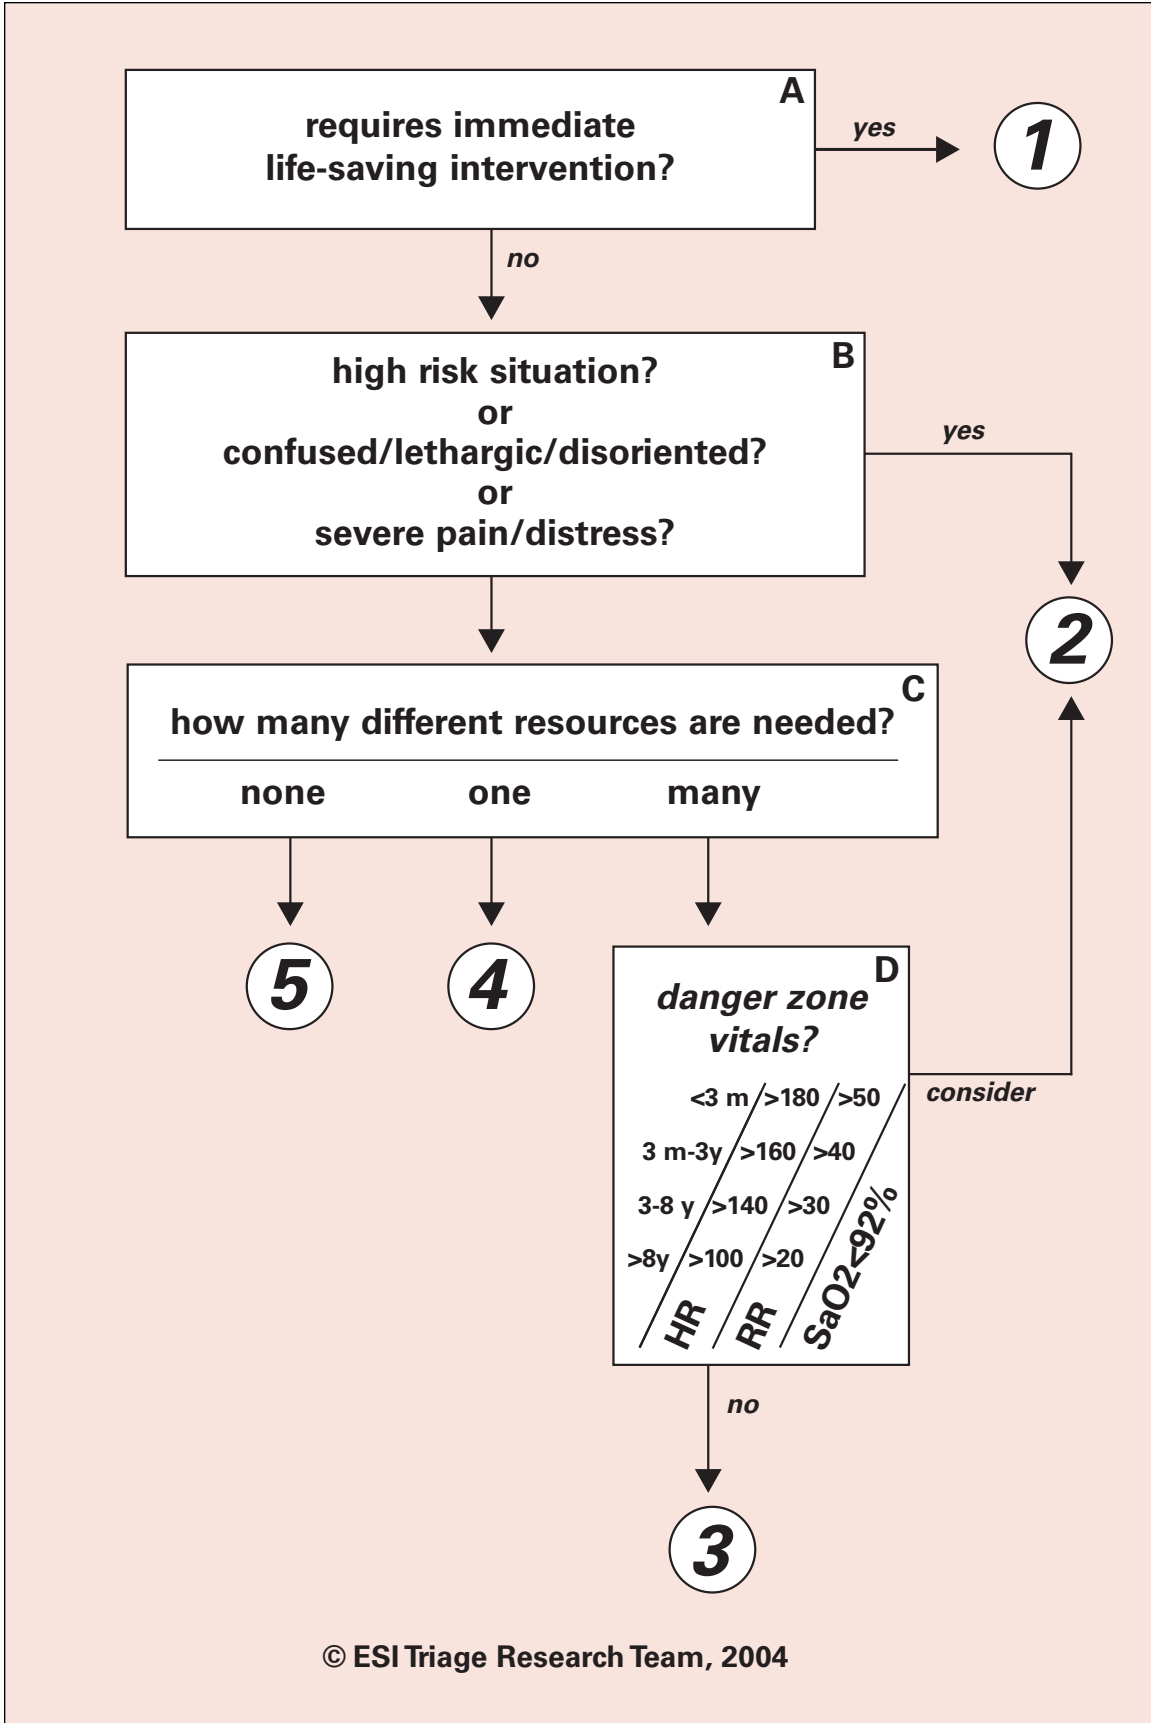 A
requires immediate
life-saving intervention?
yes
1
no
B
high risk situation?
or
confused/lethargic/disoriented?
or
severe pain/distress?
yes
2
C
how many different resources are needed?
none one many
5 4
D
danger zone
vitals?
<3 m >180 >50
3 m-3y >160 >40
3-8 y >140 >30
>8y >100 >20
HR RR SaO2<92%
consider
no
3
© ESI Triage Research Team, 2004